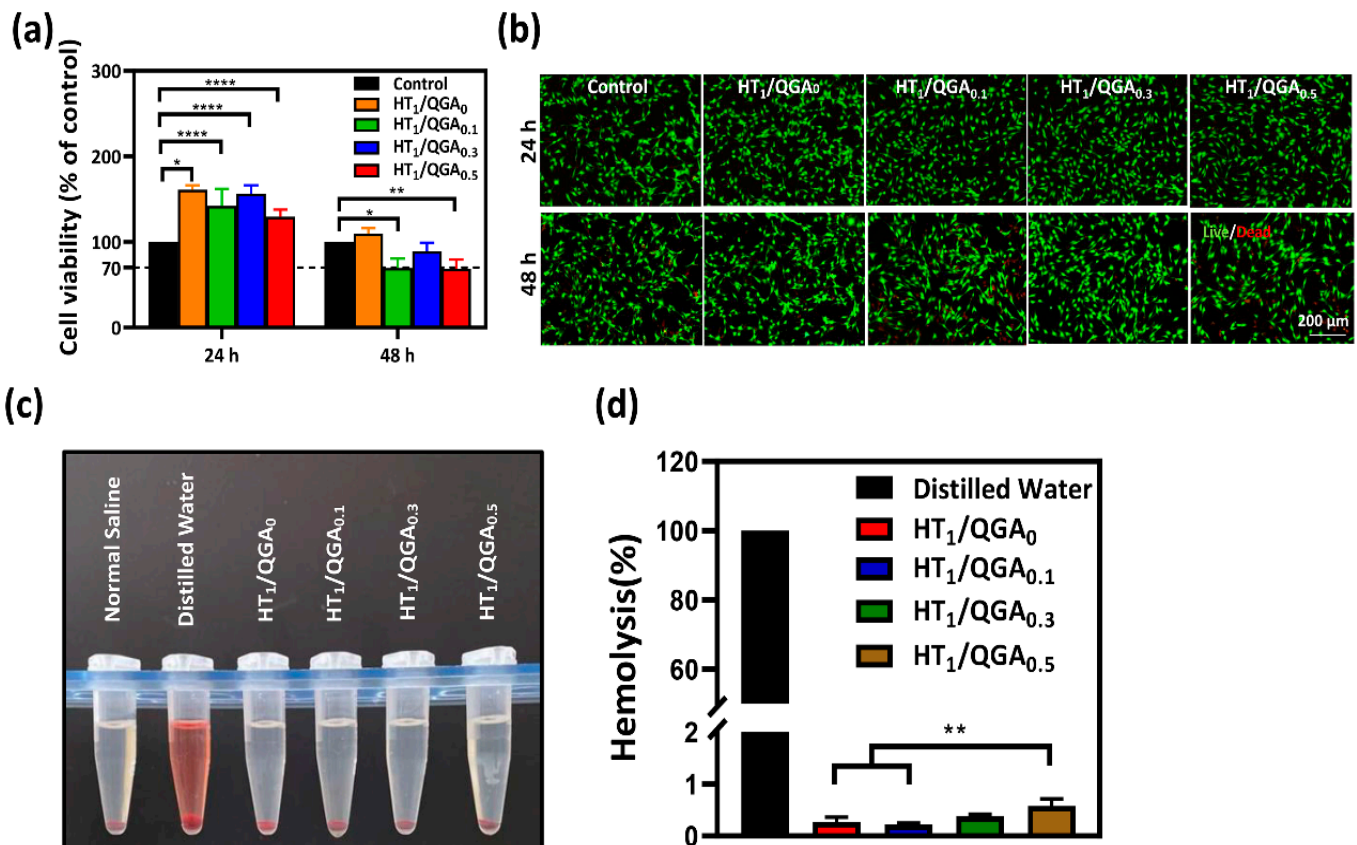 (a)
Cell viability (% of control)
300
200
100
70
0
****
****
****
*
**
*
Control
HT₁/QGA₀
HT₁/QGA₀.₁
HT₁/QGA₀.₃
HT₁/QGA₀.₅
24 h
48 h
(b)
Control
HT₁/QGA₀
HT₁/QGA₀.₁
HT₁/QGA₀.₃
HT₁/QGA₀.₅
24 h
48 h
Live/Dead
200 µm
(c)
Normal Saline
Distilled Water
HT₁/QGA₀
HT₁/QGA₀.₁
HT₁/QGA₀.₃
HT₁/QGA₀.₅
(d)
Hemolysis(%)
120
100
80
60
2
1
0
Distilled Water
HT₁/QGA₀
HT₁/QGA₀.₁
HT₁/QGA₀.₃
HT₁/QGA₀.₅
**